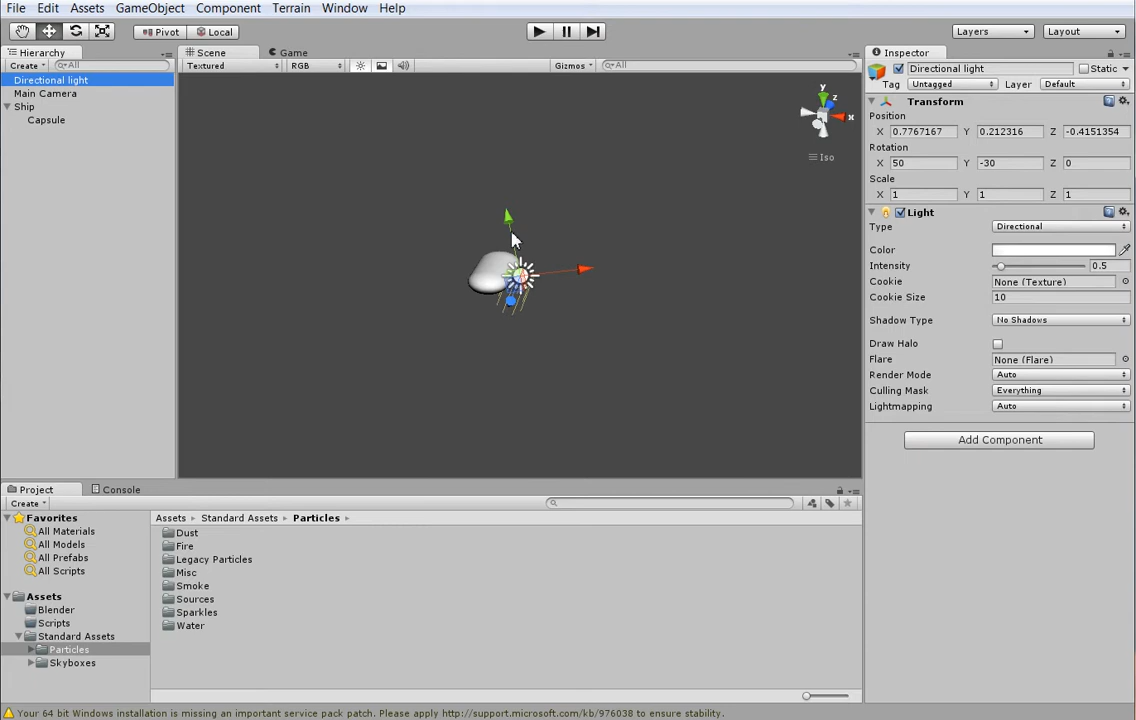 File Edit Assets GameObject Component Terrain Window Help
Pivot Local Layers Layout
Hierarchy
Create All
Directional light
Main Camera
Ship
Capsule
Scene Game
Textured RGB Gizmos All
y
z
x
Iso
Inspector
Directional light Static
Tag Untagged Layer Default
Transform
Position
X 0.7767167 Y 0.212316 Z -0.4151354
Rotation
X 50 Y -30 Z 0
Scale
X 1 Y 1 Z 1
Light
Type Directional
Color
Intensity 0.5
Cookie None (Texture)
Cookie Size 10
Shadow Type No Shadows
Draw Halo
Flare None (Flare)
Render Mode Auto
Culling Mask Everything
Lightmapping Auto
Add Component
Project Console
Create
Favorites
All Materials
All Models
All Prefabs
All Scripts
Assets
Blender
Scripts
Standard Assets
Particles
Skyboxes
Assets Standard Assets Particles
Dust
Fire
Legacy Particles
Misc
Smoke
Sources
Sparkles
Water
Your 64 bit Windows installation is missing an important service pack patch. Please apply http://support.microsoft.com/kb/976038 to ensure stability.